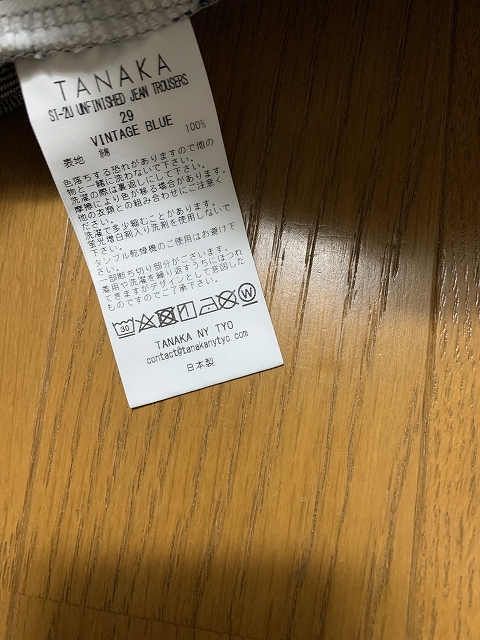 TANAKA
ST-20 UNFINISHED JEAN TROUSERS
29
VINTAGE BLUE
表地 綿 100%
色落ちする恐れがありますので他の
物と一緒に洗わないで下さい。
洗濯の際は裏返しにして下さい。
摩擦により色が移る場合があります。
他の衣類との組み合わせにご注意く
ださい。
洗濯で多少縮むことがあります。
蛍光増白剤入り洗剤を使用しないで
下さい。
タンブル乾燥機のご使用はお避け下
さい。
一部断ち切り部分がございます。
着用や洗濯を繰り返すうちにほつれ
てきますがデザインとして意図した
ものですのでご了承下さい。
30 W
TANAKA NY TYO
contact@tanakanytyo.com
日本製